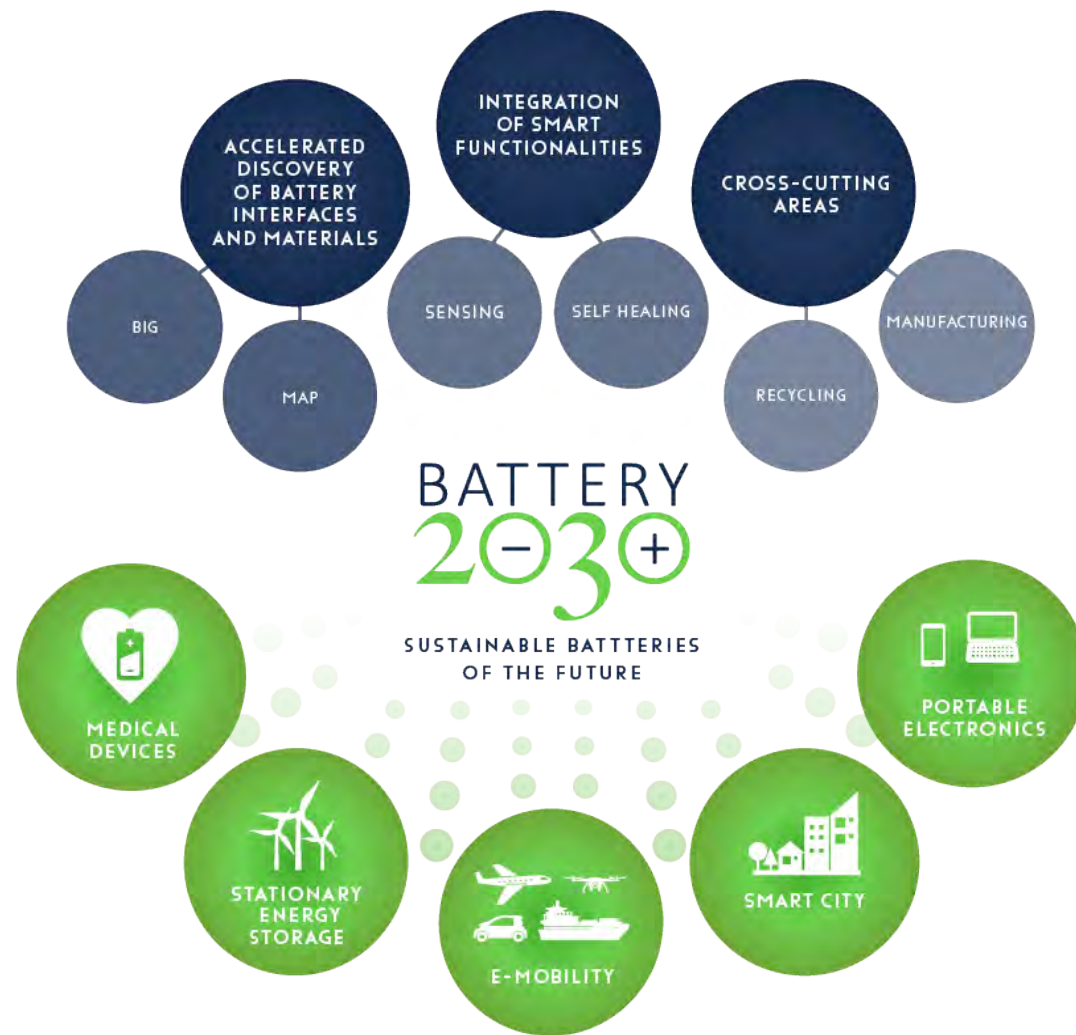 INTEGRATION
OF SMART
FUNCTIONALITIES
ACCELERATED
DISCOVERY
OF BATTERY
INTERFACES
AND MATERIALS
CROSS-CUTTING
AREAS
BIG
MAP
SENSING
SELF HEALING
RECYCLING
MANUFACTURING
BATTERY
2030+
SUSTAINABLE BATTTERIES
OF THE FUTURE
MEDICAL
DEVICES
STATIONARY
ENERGY
STORAGE
E-MOBILITY
SMART CITY
PORTABLE
ELECTRONICS